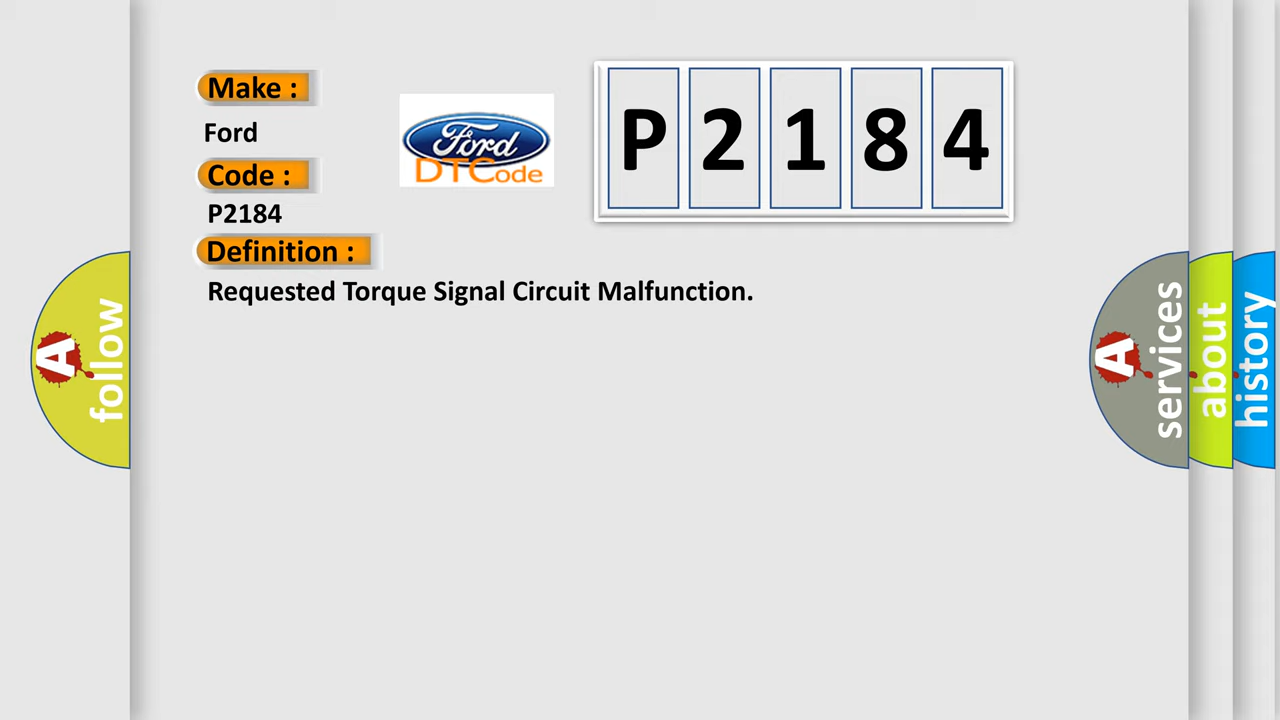 Make :
Ford
Code :
P2184
Definition :
Requested Torque Signal Circuit Malfunction.
Ford
DTCode
P 2 1 8 4
A follow
A services
about
history